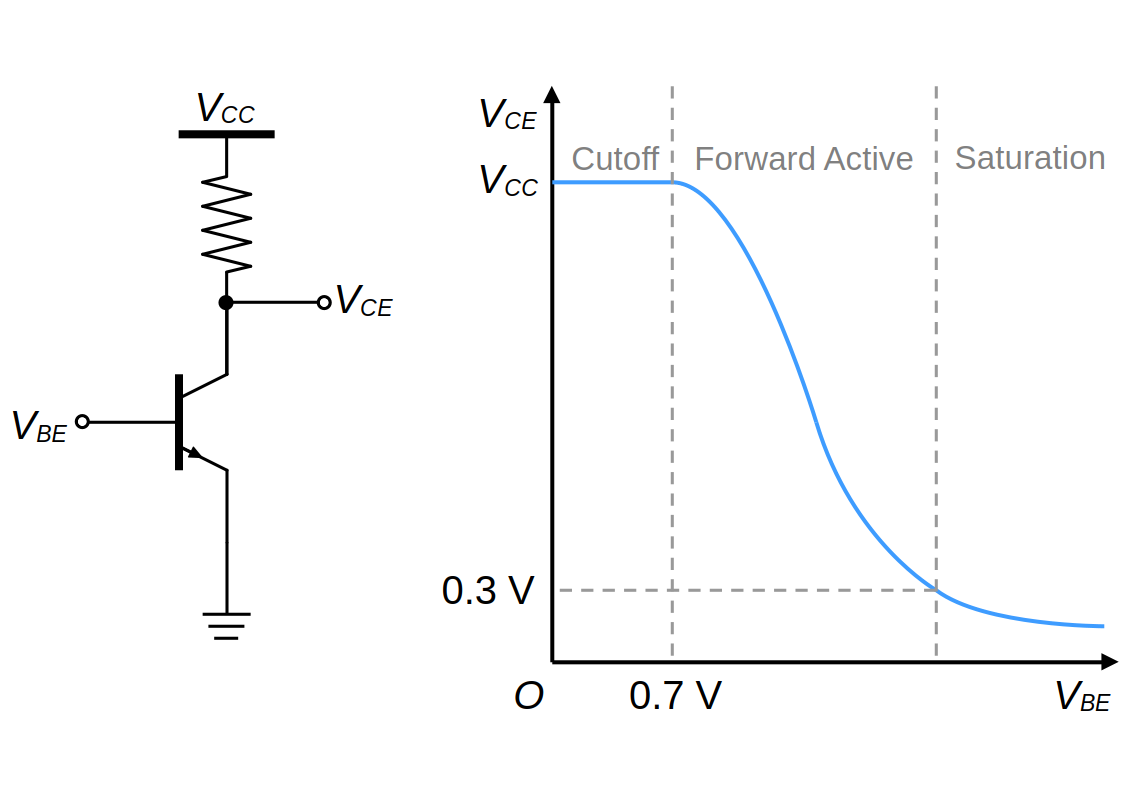 VCC
VCE
VBE
VCE
VCC
Cutoff
Forward Active
Saturation
0.3 V
O
0.7 V
VBE